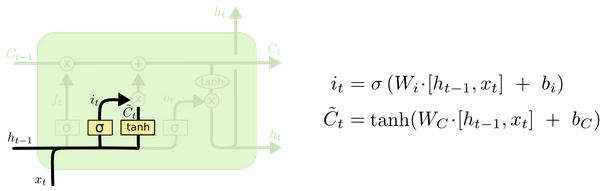 h_t
C_{t-1}
C_t
tanh
f_t
i_t
C̃_t
o_t
σ
σ
tanh
σ
h_{t-1}
h_t
x_t
i_t = σ (W_i·[h_{t-1}, x_t] + b_i)
C̃_t = tanh(W_C·[h_{t-1}, x_t] + b_C)